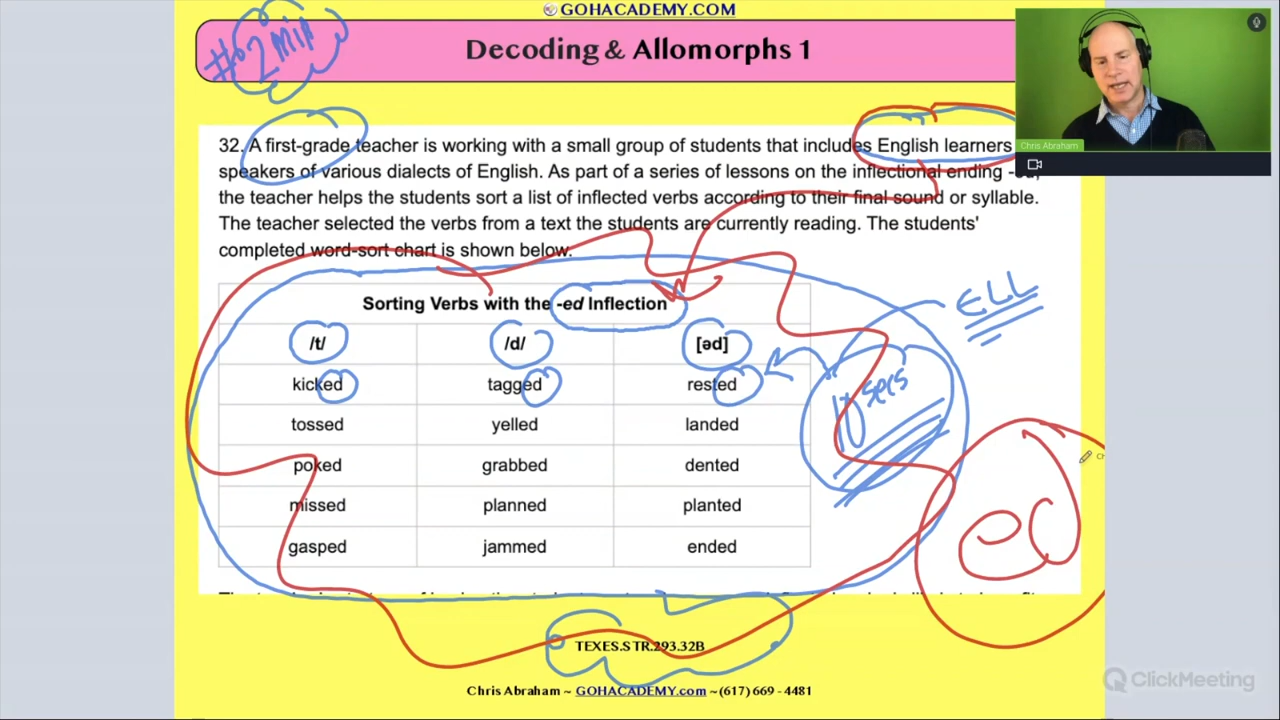 GOHACADEMY.COM
#2 Min
Decoding & Allomorphs 1
Chris Abraham
32. A first-grade teacher is working with a small group of students that includes English learners
speakers of various dialects of English. As part of a series of lessons on the inflectional ending
the teacher helps the students sort a list of inflected verbs according to their final sound or syllable.
The teacher selected the verbs from a text the students are currently reading. The students'
completed word-sort chart is shown below.
Sorting Verbs with the -ed Inflection
ELL
/t/ /d/ [əd]
kicked tagged rested
tossed yelled landed
poked grabbed dented
missed planned planted
gasped jammed ended
ed
TEXES.STR.293.32B
Chris Abraham ~ GOHACADEMY.com ~(617) 669 - 4481
ClickMeeting